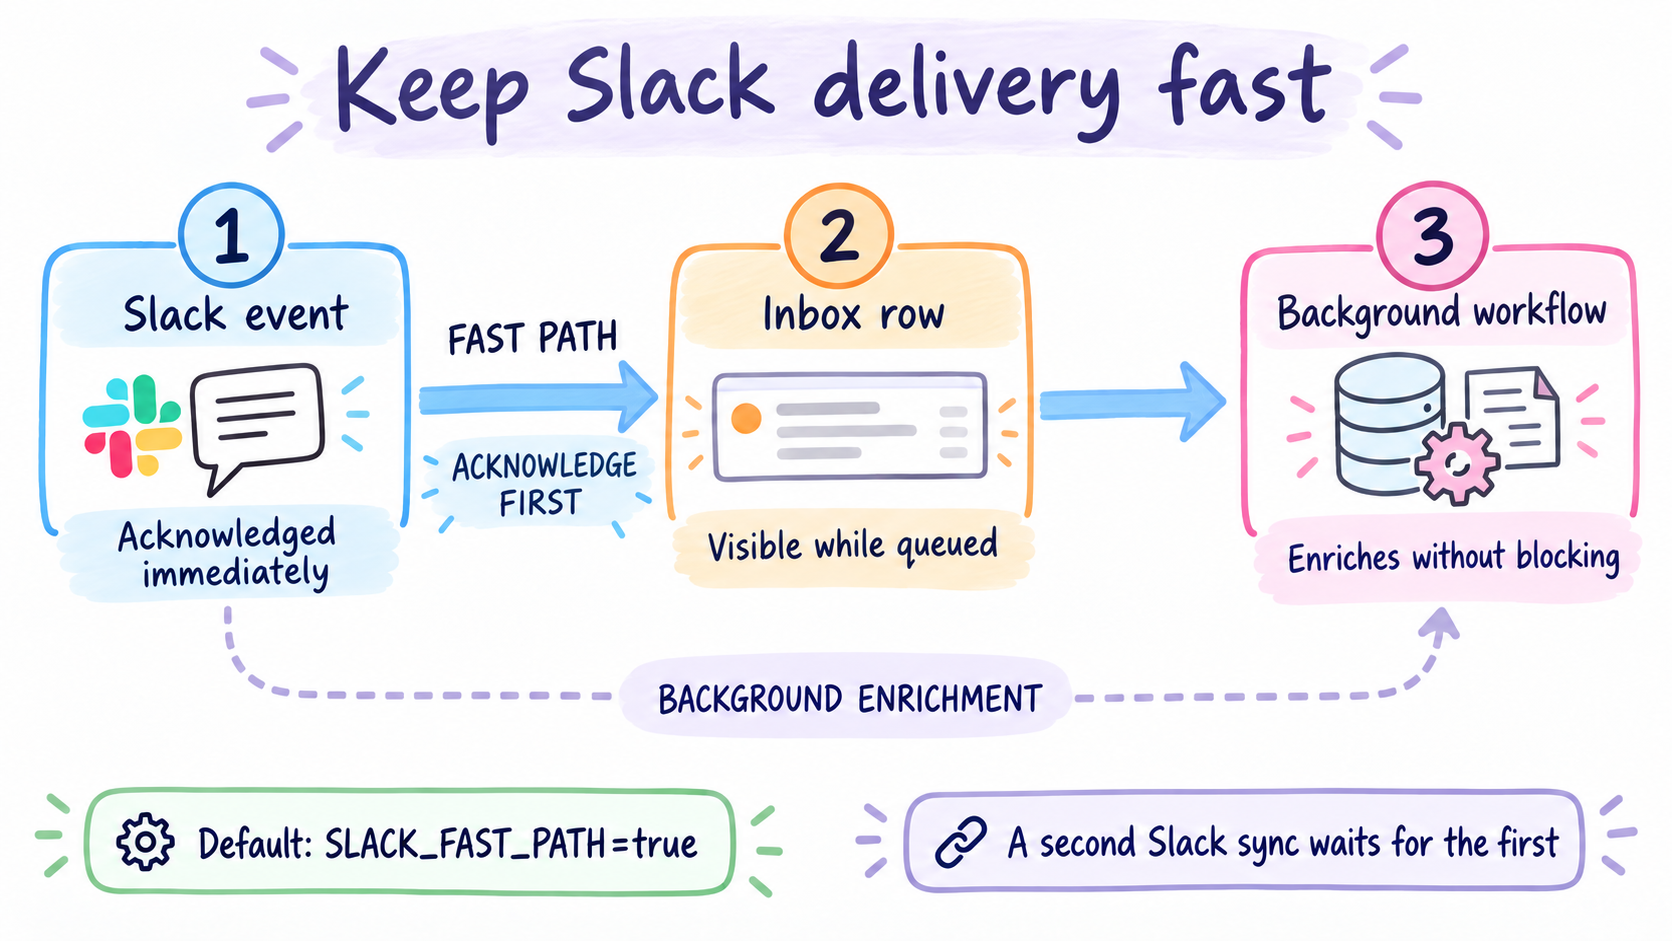 Keep Slack delivery fast
1
Slack event
Acknowledged
immediately
FAST PATH
ACKNOWLEDGE
FIRST
2
Inbox row
Visible while queued
3
Background workflow
Enriches without blocking
BACKGROUND ENRICHMENT
Default: SLACK_FAST_PATH=true
A second Slack sync waits for the first